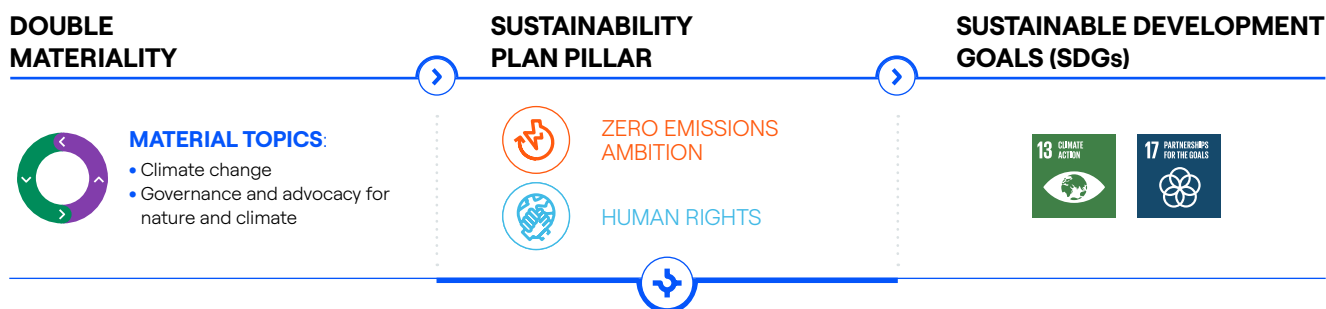 DOUBLE
MATERIALITY
SUSTAINABILITY
PLAN PILLAR
SUSTAINABLE DEVELOPMENT
GOALS (SDGs)
MATERIAL TOPICS:
• Climate change
• Governance and advocacy for
nature and climate
ZERO EMISSIONS
AMBITION
HUMAN RIGHTS
13 CLIMATE
ACTION
17 PARTNERSHIPS
FOR THE GOALS